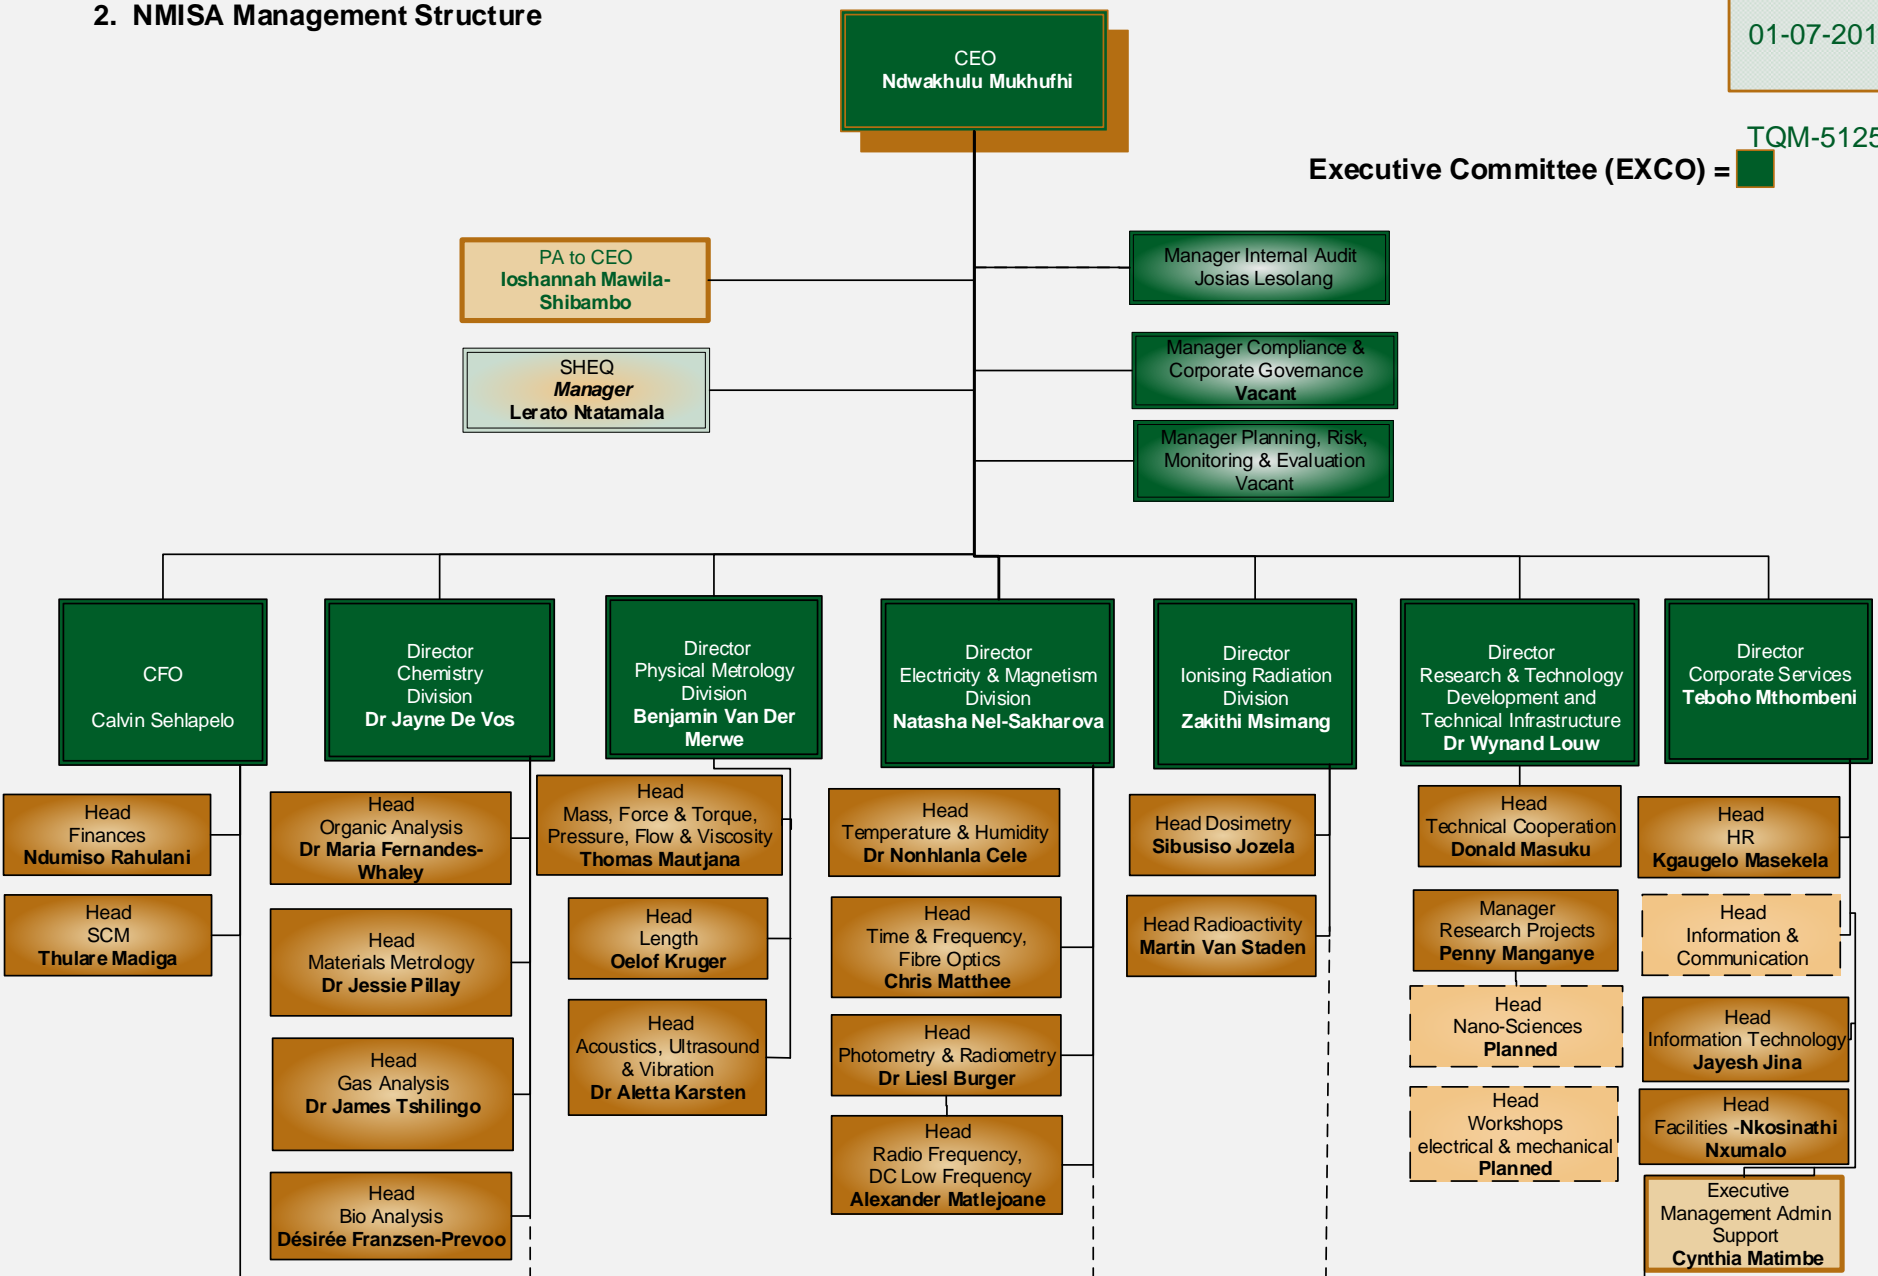 2. NMISA Management Structure
01-07-201
CEO
Ndwakhulu Mukhufhi
TQM-5125
Executive Committee (EXCO) =
PA to CEO
Ioshannah Mawila-
Shibambo
Manager Internal Audit
Josias Lesolang
SHEQ
Manager
Lerato Ntatamala
Manager Compliance &
Corporate Governance
Vacant
Manager Planning, Risk,
Monitoring & Evaluation
Vacant
CFO
Calvin Sehlapelo
Director
Chemistry
Division
Dr Jayne De Vos
Director
Physical Metrology
Division
Benjamin Van Der
Merwe
Director
Electricity & Magnetism
Division
Natasha Nel-Sakharova
Director
Ionising Radiation
Division
Zakithi Msimang
Director
Research & Technology
Development and
Technical Infrastructure
Dr Wynand Louw
Director
Corporate Services
Teboho Mthombeni
Head
Finances
Ndumiso Rahulani
Head
SCM
Thulare Madiga
Head
Organic Analysis
Dr Maria Fernandes-
Whaley
Head
Materials Metrology
Dr Jessie Pillay
Head
Gas Analysis
Dr James Tshilingo
Head
Bio Analysis
Désirée Franzsen-Prevoo
Head
Mass, Force & Torque,
Pressure, Flow & Viscosity
Thomas Mautjana
Head
Length
Oelof Kruger
Head
Acoustics, Ultrasound
& Vibration
Dr Aletta Karsten
Head
Temperature & Humidity
Dr Nonhlanla Cele
Head
Time & Frequency,
Fibre Optics
Chris Matthee
Head
Photometry & Radiometry
Dr Liesl Burger
Head
Radio Frequency,
DC Low Frequency
Alexander Matlejoane
Head Dosimetry
Sibusiso Jozela
Head Radioactivity
Martin Van Staden
Head
Technical Cooperation
Donald Masuku
Manager
Research Projects
Penny Manganye
Head
Nano-Sciences
Planned
Head
Workshops
electrical & mechanical
Planned
Head
HR
Kgaugelo Masekela
Head
Information &
Communication
Head
Information Technology
Jayesh Jina
Head
Facilities -Nkosinathi
Nxumalo
Executive
Management Admin
Support
Cynthia Matimbe